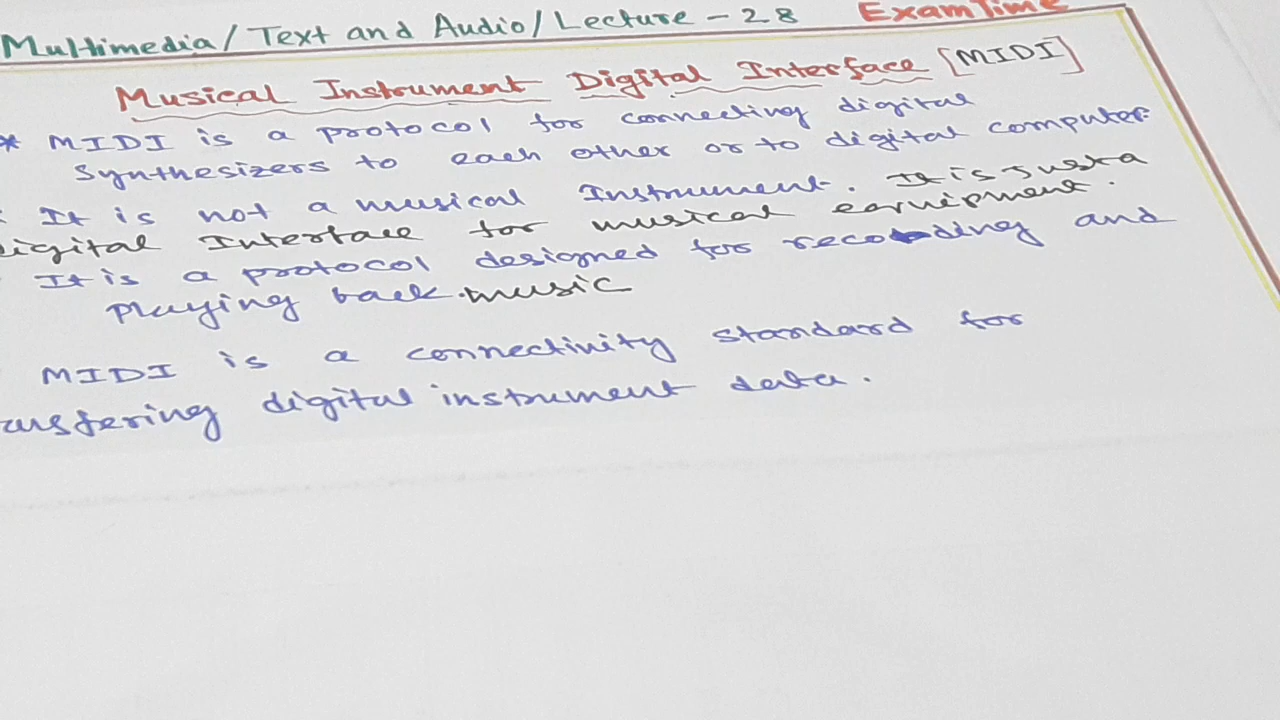 Multimedia/Text and Audio/Lecture-28 ExamTime
Musical Instrument Digital Interface [MIDI]
* MIDI is a protocol for connecting digital
Synthesizers to each other or to digital computer.
: It is not a musical Instrument. It is Just a
igital Interface for musical equipment.
It is a protocol designed for recording and
Playing back music
MIDI is a connectivity standard for
ansfering digital instrument data.